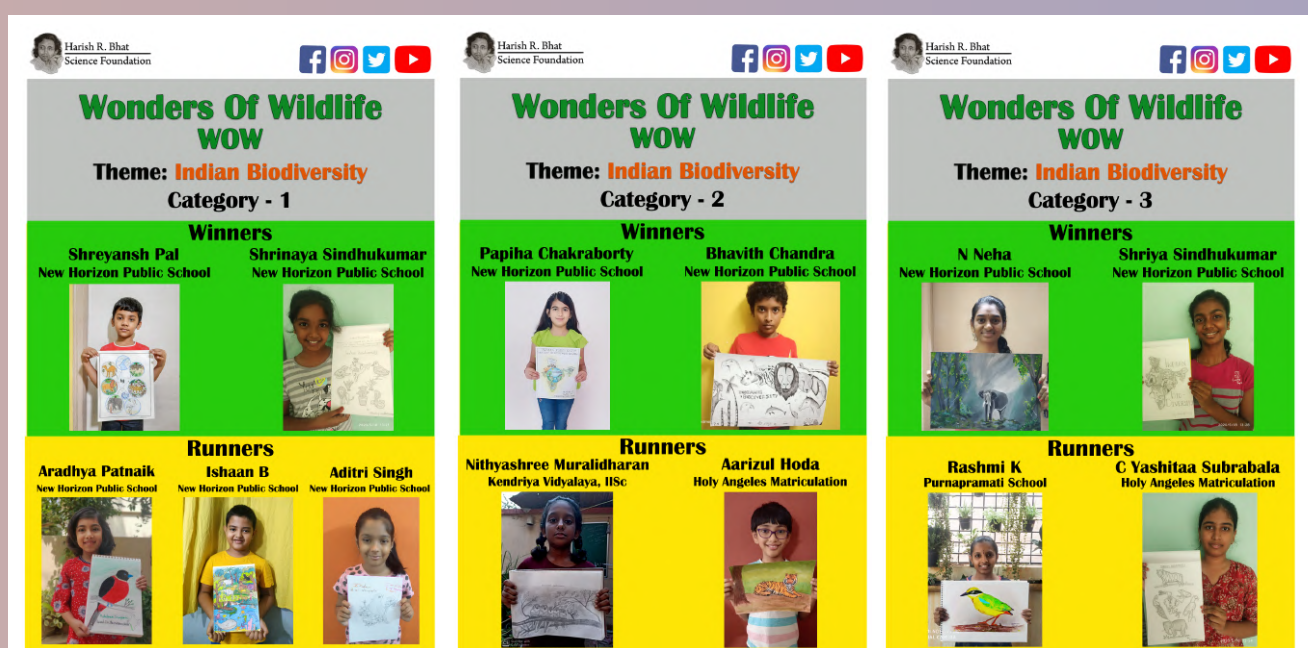 Harish R. Bhat
Science Foundation
Wonders Of Wildlife
WOW
Theme: Indian Biodiversity
Category - 1
Winners
Shreyansh Pal
New Horizon Public School
Shrinaya Sindhukumar
New Horizon Public School
Runners
Aradhya Patnaik
New Horizon Public School
Ishaan B
New Horizon Public School
Aditri Singh
New Horizon Public School
Harish R. Bhat
Science Foundation
Wonders Of Wildlife
WOW
Theme: Indian Biodiversity
Category - 2
Winners
Papiha Chakraborty
New Horizon Public School
Bhavith Chandra
New Horizon Public School
Runners
Nithyashree Muralidharan
Kendriya Vidyalaya, IISc
Aarizul Hoda
Holy Angeles Matriculation
Harish R. Bhat
Science Foundation
Wonders Of Wildlife
WOW
Theme: Indian Biodiversity
Category - 3
Winners
N Neha
New Horizon Public School
Shriya Sindhukumar
New Horizon Public School
Runners
Rashmi K
Purnapramati School
C Yashitaa Subrabala
Holy Angeles Matriculation